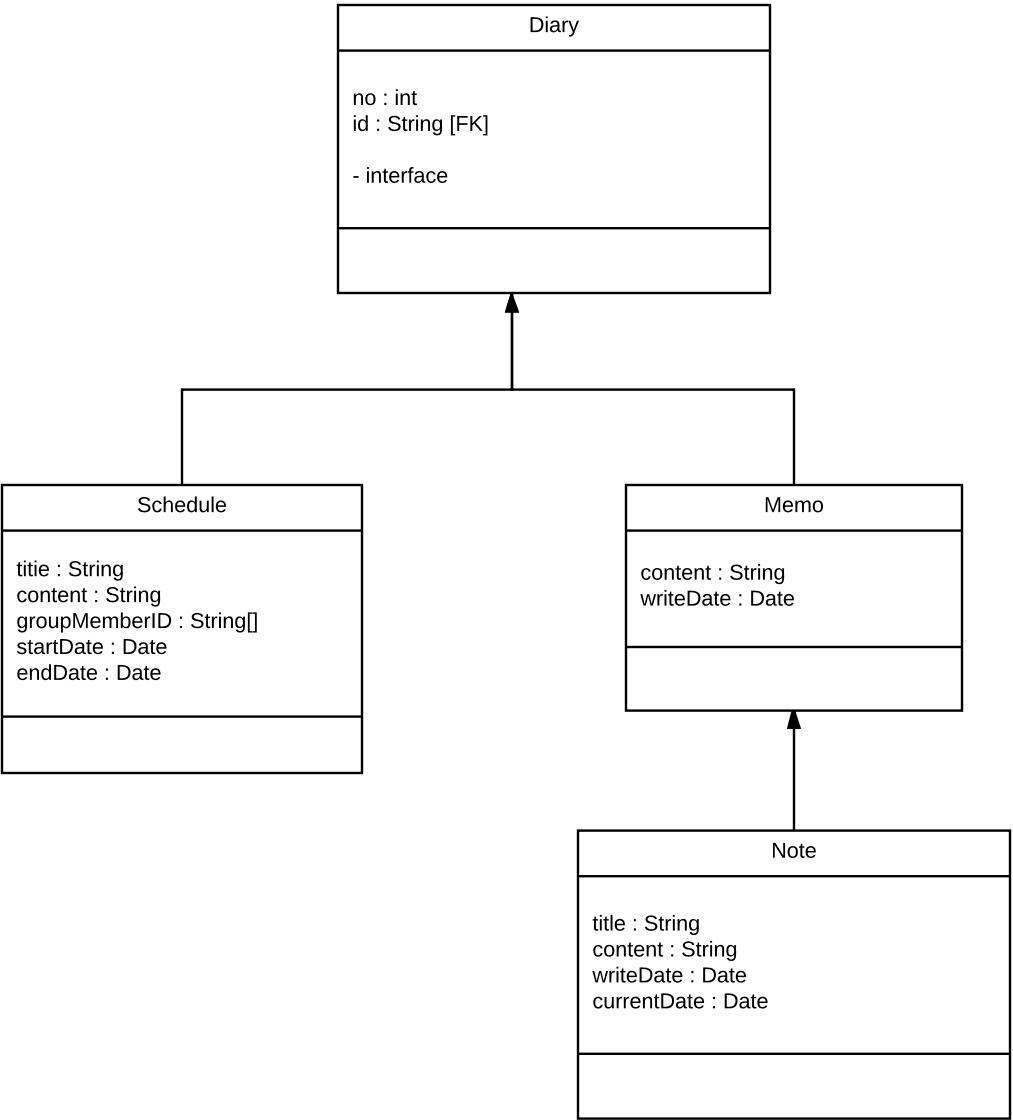 Diary
no : int
id : String [FK]
- interface
Schedule
titie : String
content : String
groupMemberID : String[]
startDate : Date
endDate : Date
Memo
content : String
writeDate : Date
Note
title : String
content : String
writeDate : Date
currentDate : Date